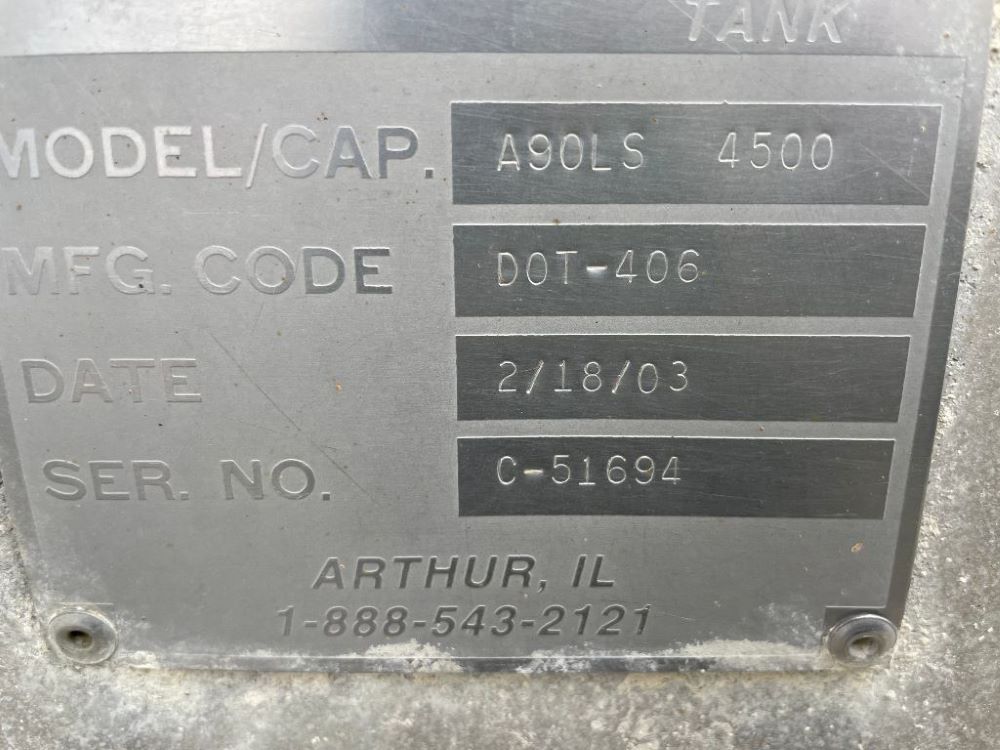 TANK
MODEL/CAP. A90LS 4500
MFG. CODE DOT-406
DATE 2/18/03
SER. NO. C-51694
ARTHUR, IL
1-888-543-2121